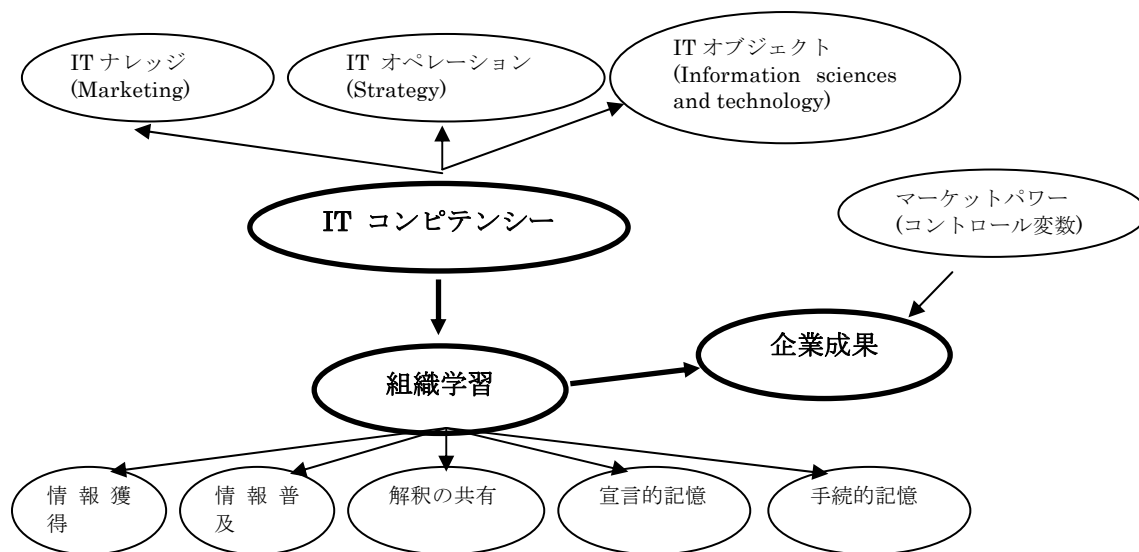 IT ナレッジ
(Marketing)
IT オペレーション
(Strategy)
IT オブジェクト
(Information sciences
and technology)
マーケットパワー
(コントロール変数)
IT コンピテンシー
企業成果
組織学習
情報獲
得
情報普
及
解釈の共有
宣言的記憶
手続的記憶